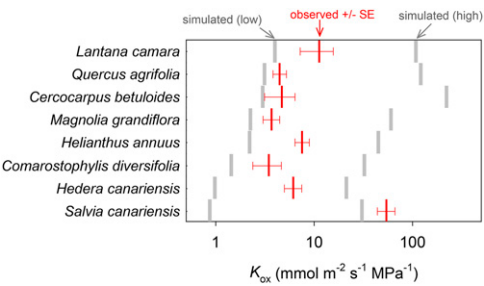 observed +/- SE
simulated (low)
simulated (high)
Lantana camara
Quercus agrifolia
Cercocarpus betuloides
Magnolia grandiflora
Helianthus annuus
Comarostophylis diversifolia
Hedera canariensis
Salvia canariensis
1 10 100
Kox (mmol m-2 s-1 MPa-1)